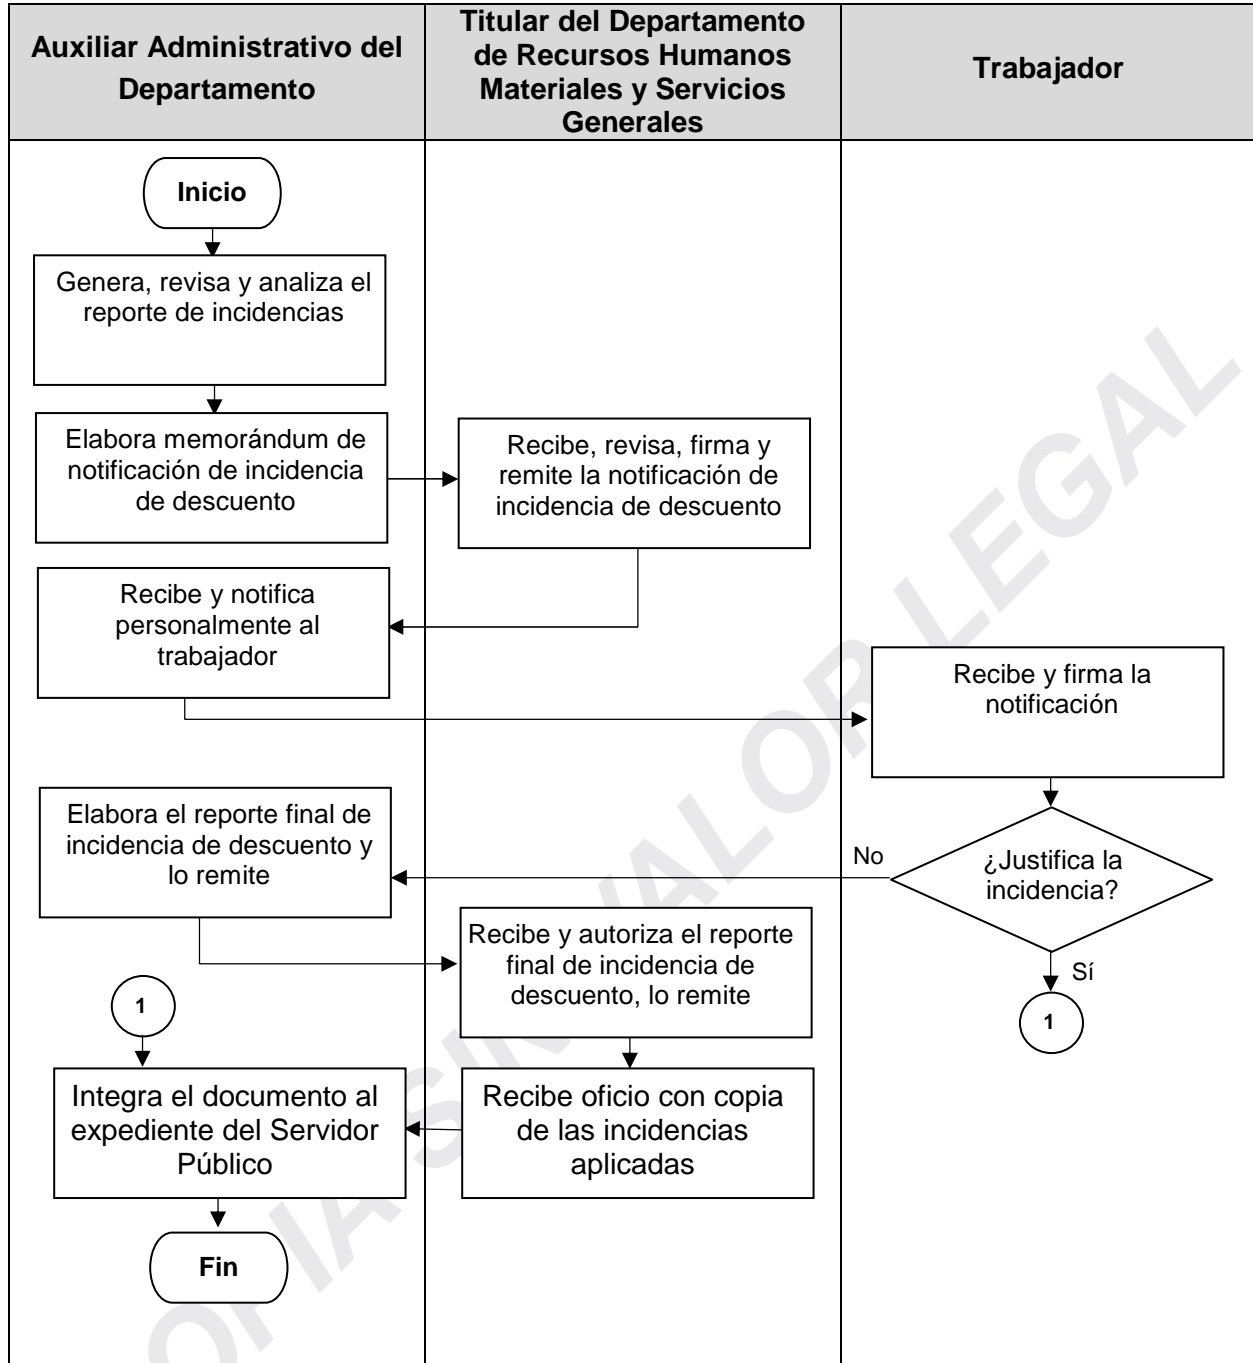 Auxiliar Administrativo del
Departamento
Titular del Departamento
de Recursos Humanos
Materiales y Servicios
Generales
Trabajador
Inicio
Genera, revisa y analiza el
reporte de incidencias
Elabora memorándum de
notificación de incidencia
de descuento
Recibe, revisa, firma y
remite la notificación de
incidencia de descuento
Recibe y notifica
personalmente al
trabajador
Recibe y firma la
notificación
¿Justifica la
incidencia?
No
Sí
1
Elabora el reporte final de
incidencia de descuento y
lo remite
Recibe y autoriza el reporte
final de incidencia de
descuento, lo remite
Recibe oficio con copia
de las incidencias
aplicadas
1
Integra el documento al
expediente del Servidor
Público
Fin
OPIA SIN VALOR LEGAL